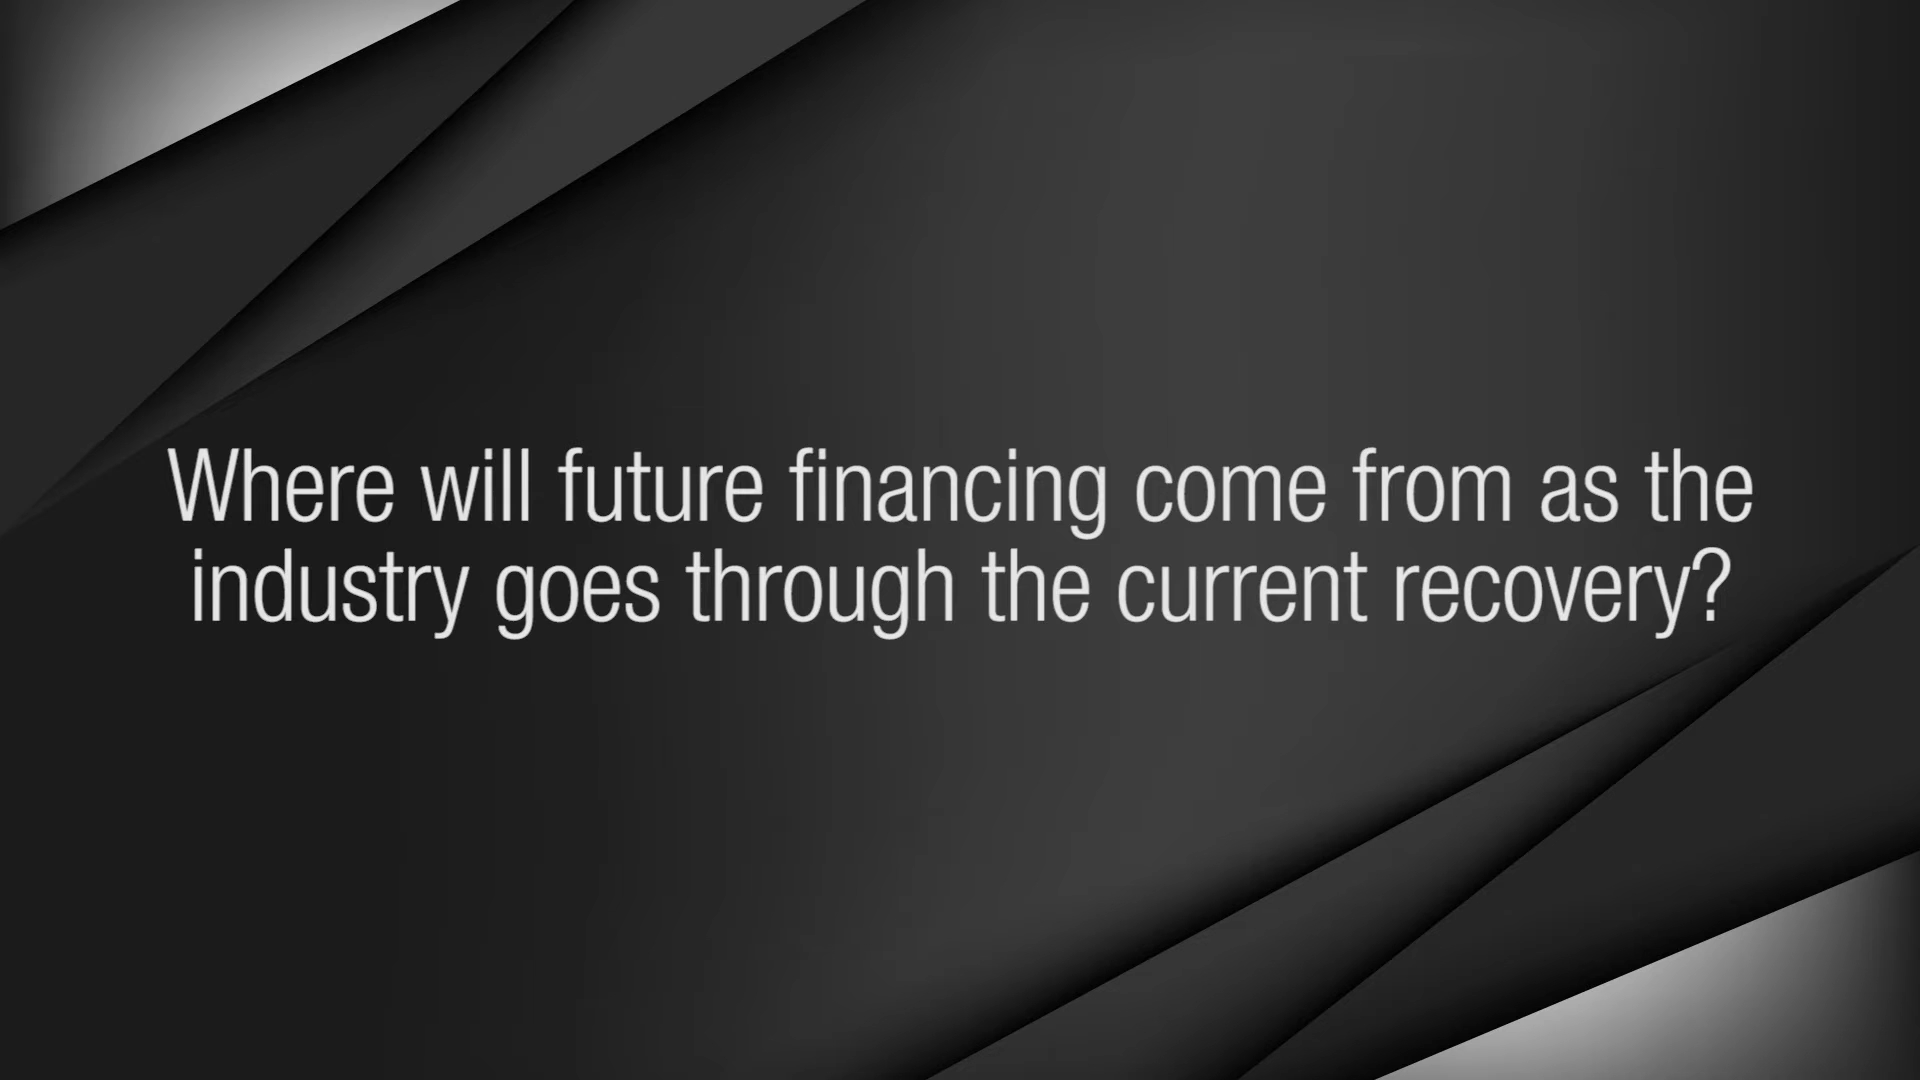 Where will future financing come from as the
industry goes through the current recovery?